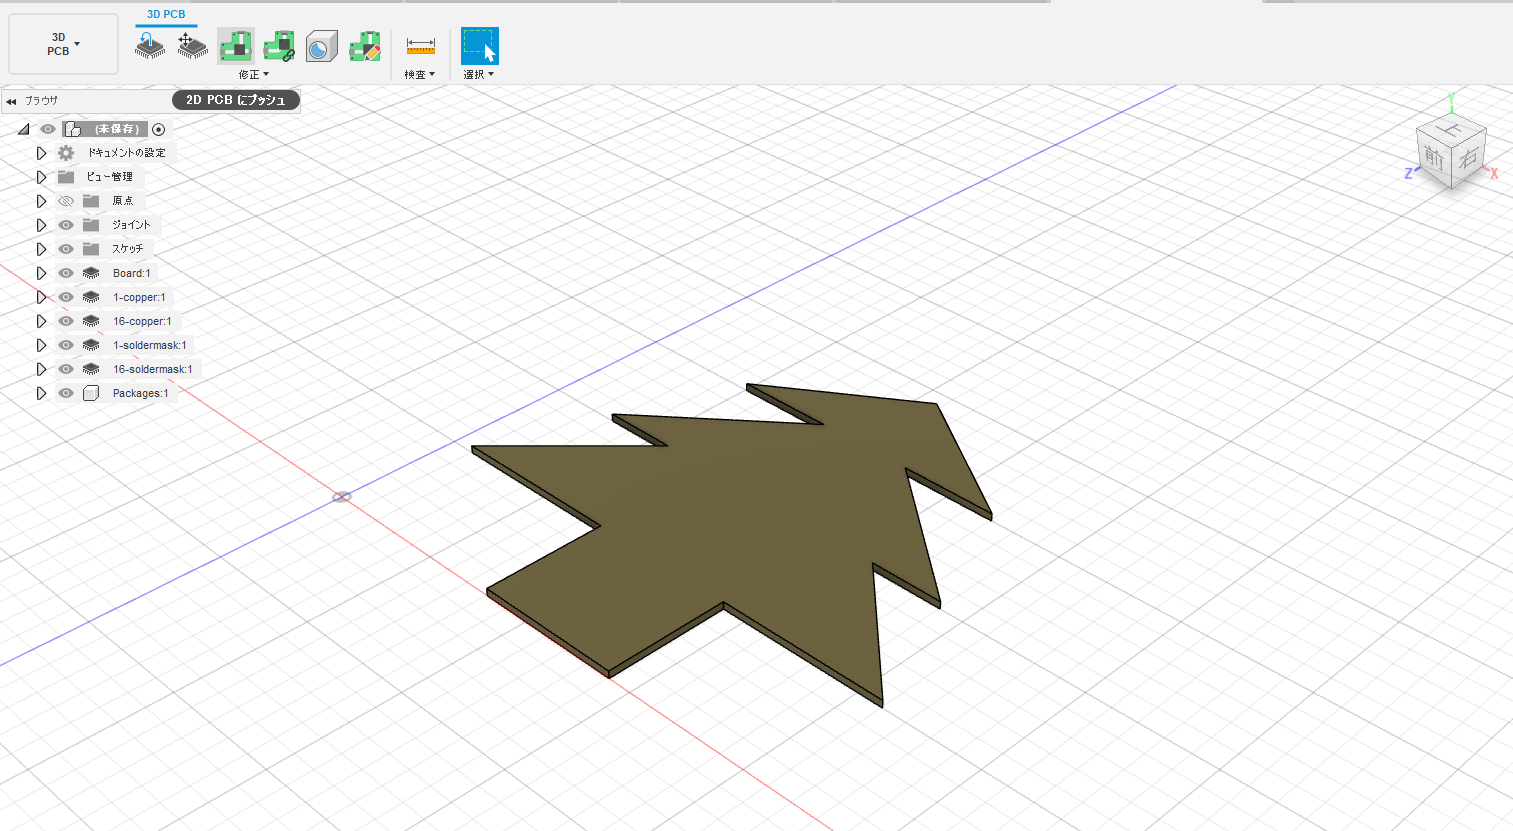 3D PCB
3D
PCB
修正
検査
選択
ブラウザ
2D PCB にプッシュ
(未保存)
ドキュメントの設定
ビュー管理
原点
ジョイント
スケッチ
Board:1
1-copper:1
16-copper:1
1-soldermask:1
16-soldermask:1
Packages:1
Y
上
前
右
Z
X